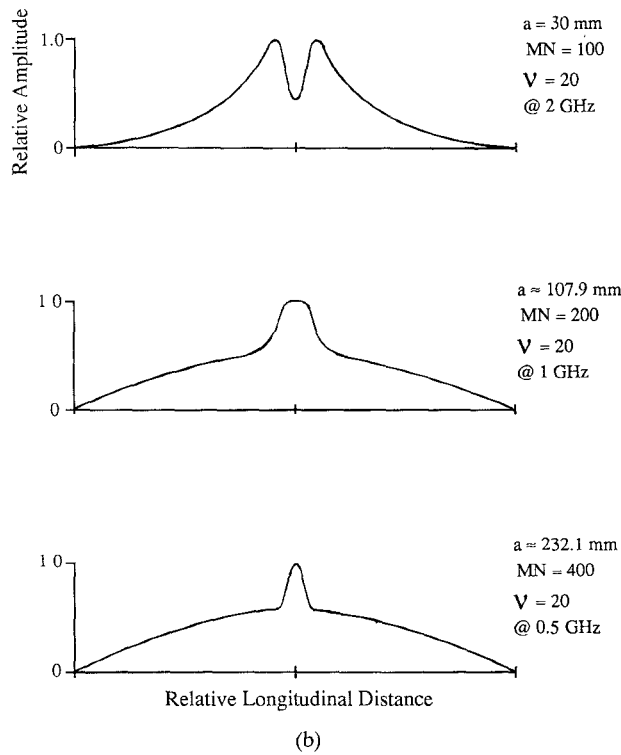 Relative Amplitude
1.0
0
a = 30 mm
MN = 100
ν = 20
@ 2 GHz
1 0
0
a ≈ 107.9 mm
MN = 200
ν = 20
@ 1 GHz
1 0
0
a ≈ 232.1 mm
MN = 400
ν = 20
@ 0.5 GHz
Relative Longitudinal Distance
(b)